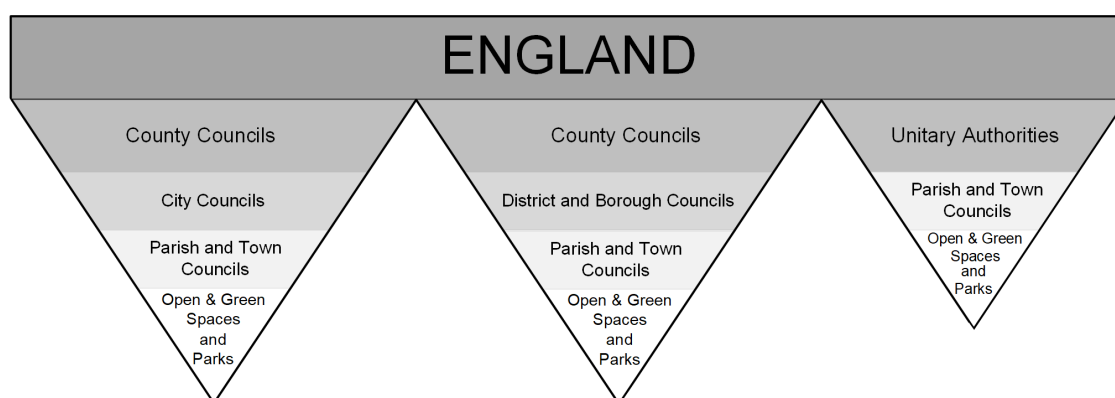 ENGLAND
County Councils
City Councils
Parish and Town
Councils
Open & Green
Spaces
and
Parks
County Councils
District and Borough Councils
Parish and Town
Councils
Open & Green
Spaces
and
Parks
Unitary Authorities
Parish and Town
Councils
Open & Green
Spaces
and
Parks